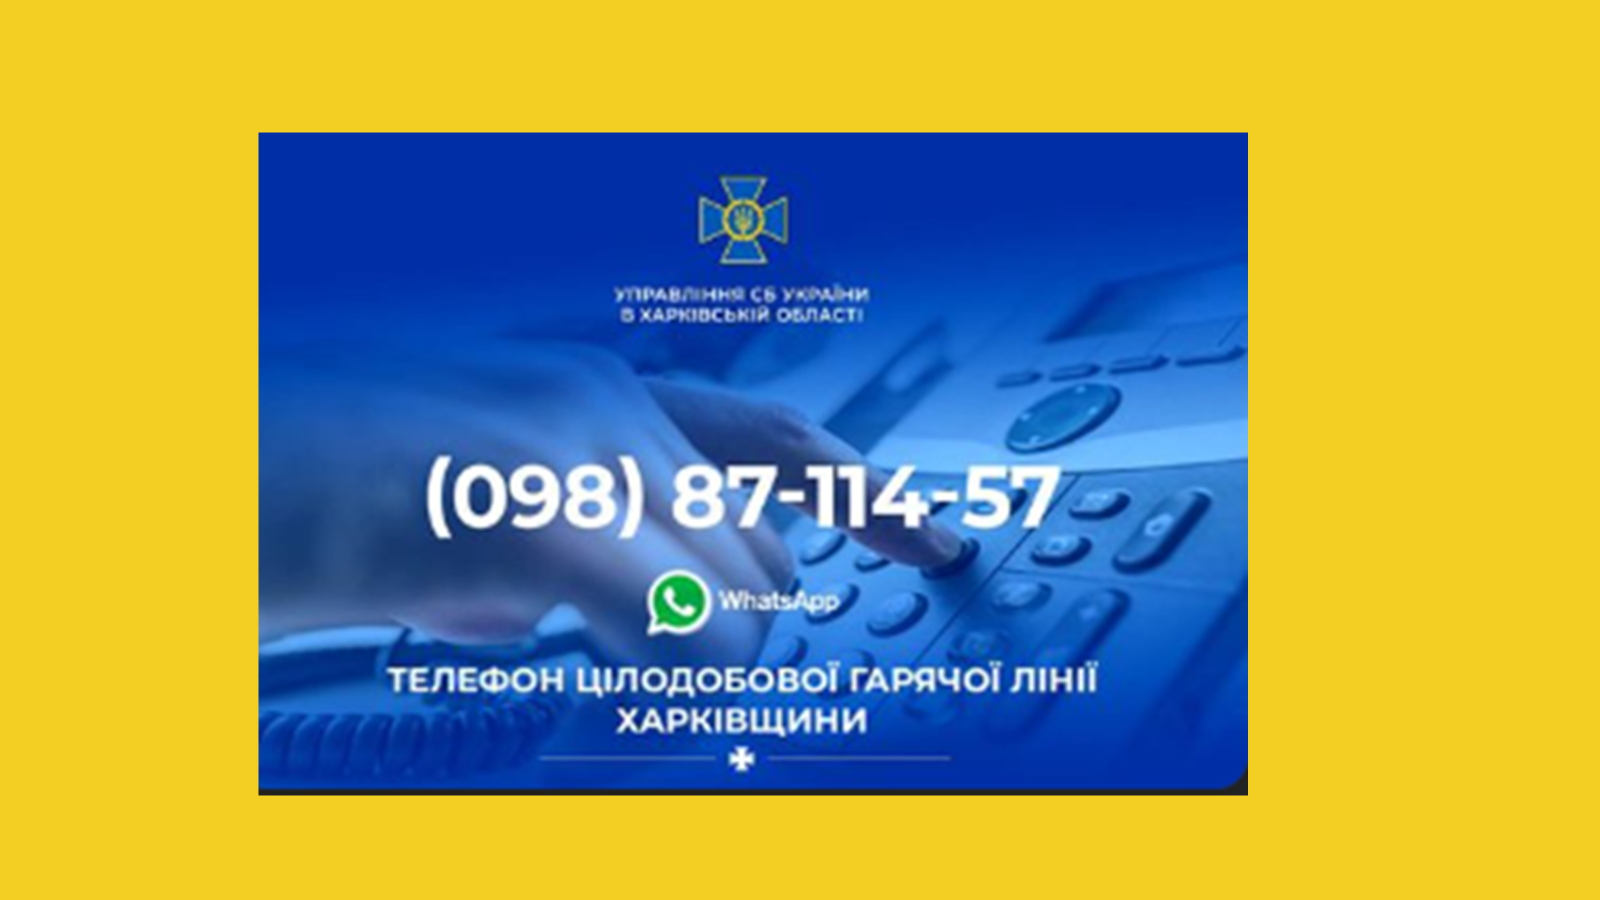 УПРАВЛІННЯ СБ УКРАЇНИ
В ХАРКІВСЬКІЙ ОБЛАСТІ
(098) 87-114-57
WhatsApp
ТЕЛЕФОН ЦІЛОДОБОВОЇ ГАРЯЧОЇ ЛІНІЇ
ХАРКІВЩИНИ